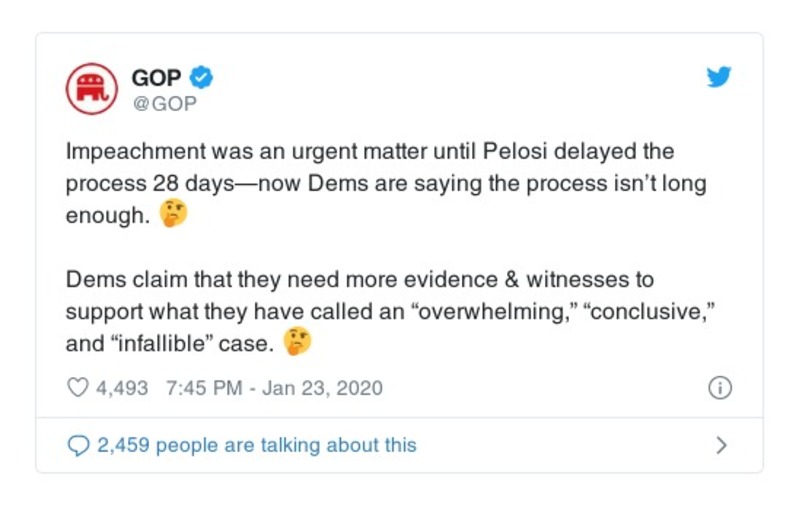 GOP
@GOP
Impeachment was an urgent matter until Pelosi delayed the
process 28 days—now Dems are saying the process isn’t long
enough. 🤔
Dems claim that they need more evidence & witnesses to
support what they have called an “overwhelming,” “conclusive,”
and “infallible” case. 🤔
4,493 7:45 PM - Jan 23, 2020
2,459 people are talking about this